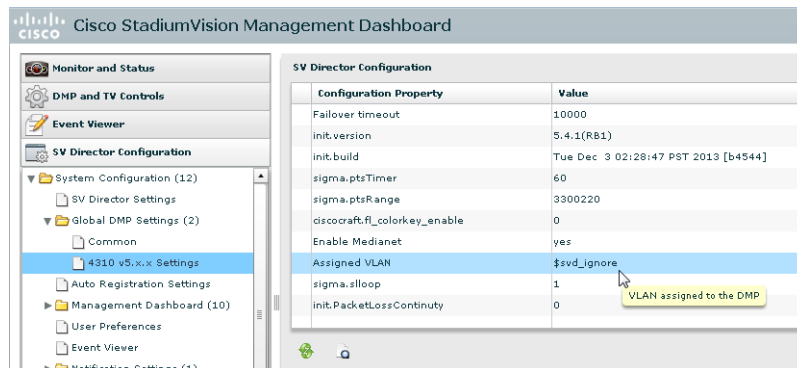 CISCO Cisco StadiumVision Management Dashboard
Monitor and Status
DMP and TV Controls
Event Viewer
SV Director Configuration
System Configuration (12)
SV Director Settings
Global DMP Settings (2)
Common
4310 v5.x.x Settings
Auto Registration Settings
Management Dashboard (10)
User Preferences
Event Viewer
Notification Settings (1)
SV Director Configuration
Configuration Property Value
Failover timeout 10000
init.version 5.4.1(RB1)
init.build Tue Dec 3 02:28:47 PST 2013 [b4544]
sigma.ptsTimer 60
sigma.ptsRange 3300220
ciscocraft.fl_colorkey_enable 0
Enable Medianet yes
Assigned VLAN $svd_ignore
sigma.slloop 1
VLAN assigned to the DMP
init.PacketLossContinuty 0